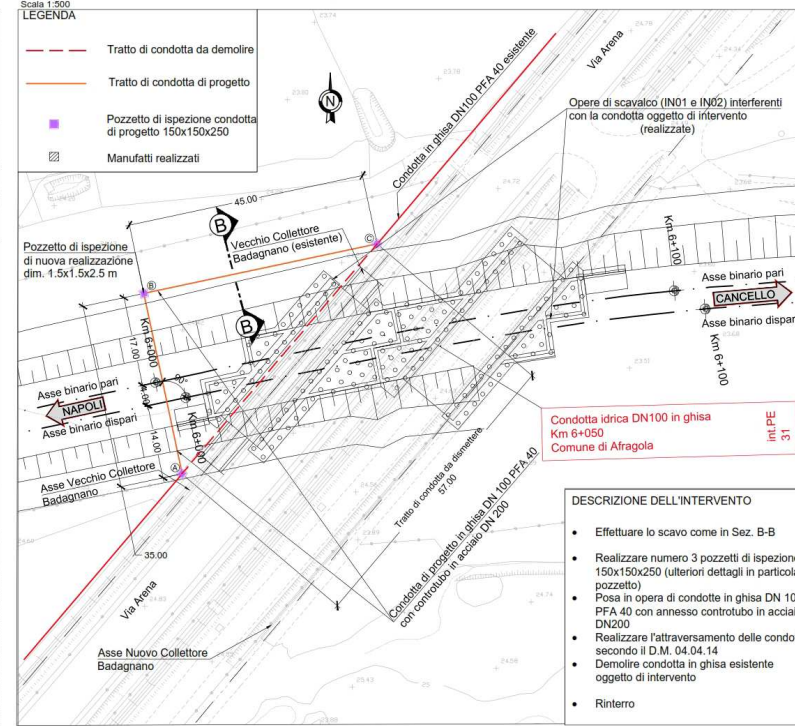 Scala 1:500
LEGENDA
Tratto di condotta da demolire
Tratto di condotta di progetto
Pozzetto di ispezione condotta
di progetto 150x150x250
Manufatti realizzati
N
Via Arena
Condotta in ghisa DN100 PFA 40 esistente
Opere di scavalco (IN01 e IN02) interferenti
con la condotta oggetto di intervento
(realizzate)
45.00
B
Vecchio Collettore
Badagnano (esistente)
C
Pozzetto di ispezione
di nuova realizzazione
dim. 1.5x1.5x2.5 m
B
B
Km.6+100
Asse binario pari
CANCELLO
Asse binario dispari
Km 6+100
Km.6+000
17.00
90°
4.00
Asse binario pari
NAPOLI
Asse binario dispari
14.00
Km.6+000
A
Asse Vecchio Collettore
Badagnano
35.00
Tratto di condotta da dismettere
57.00
Condotta di progetto in ghisa DN 100 PFA 40
con controtubo in acciaio DN 200
Condotta idrica DN100 in ghisa
Km 6+050
Comune di Afragola
int.PE
31
Via Arena
Asse Nuovo Collettore
Badagnano
DESCRIZIONE DELL'INTERVENTO
• Effettuare lo scavo come in Sez. B-B
• Realizzare numero 3 pozzetti di ispezione
150x150x250 (ulteriori dettagli in particola
pozzetto)
• Posa in opera di condotte in ghisa DN 10
PFA 40 con annesso controtubo in acciai
DN200
• Realizzare l'attraversamento delle condo
secondo il D.M. 04.04.14
• Demolire condotta in ghisa esistente
oggetto di intervento
• Rinterro